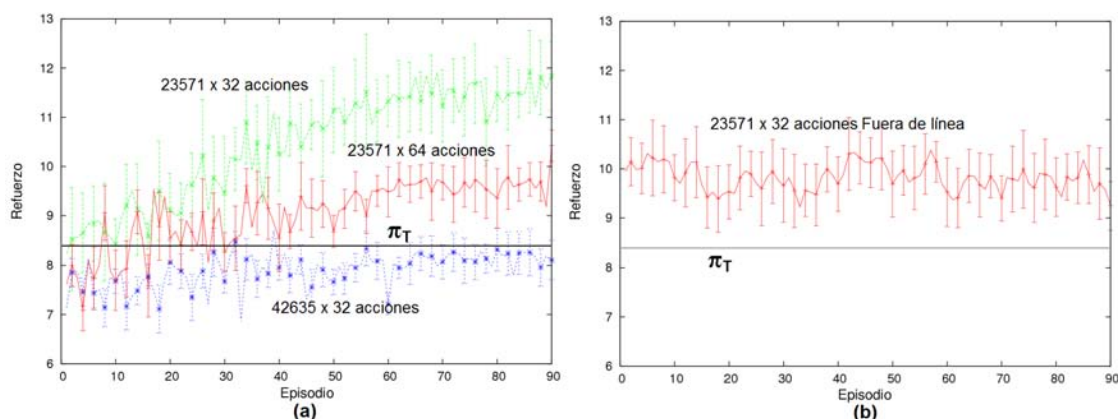 13
12
11
10
9
8
7
6
Refuerzo
23571 x 32 acciones
23571 x 64 acciones
πT
42635 x 32 acciones
0 10 20 30 40 50 60 70 80 90
Episodio
(a)
13
12
11
10
9
8
7
6
Refuerzo
23571 x 32 acciones Fuera de línea
πT
0 10 20 30 40 50 60 70 80 90
Episodio
(b)